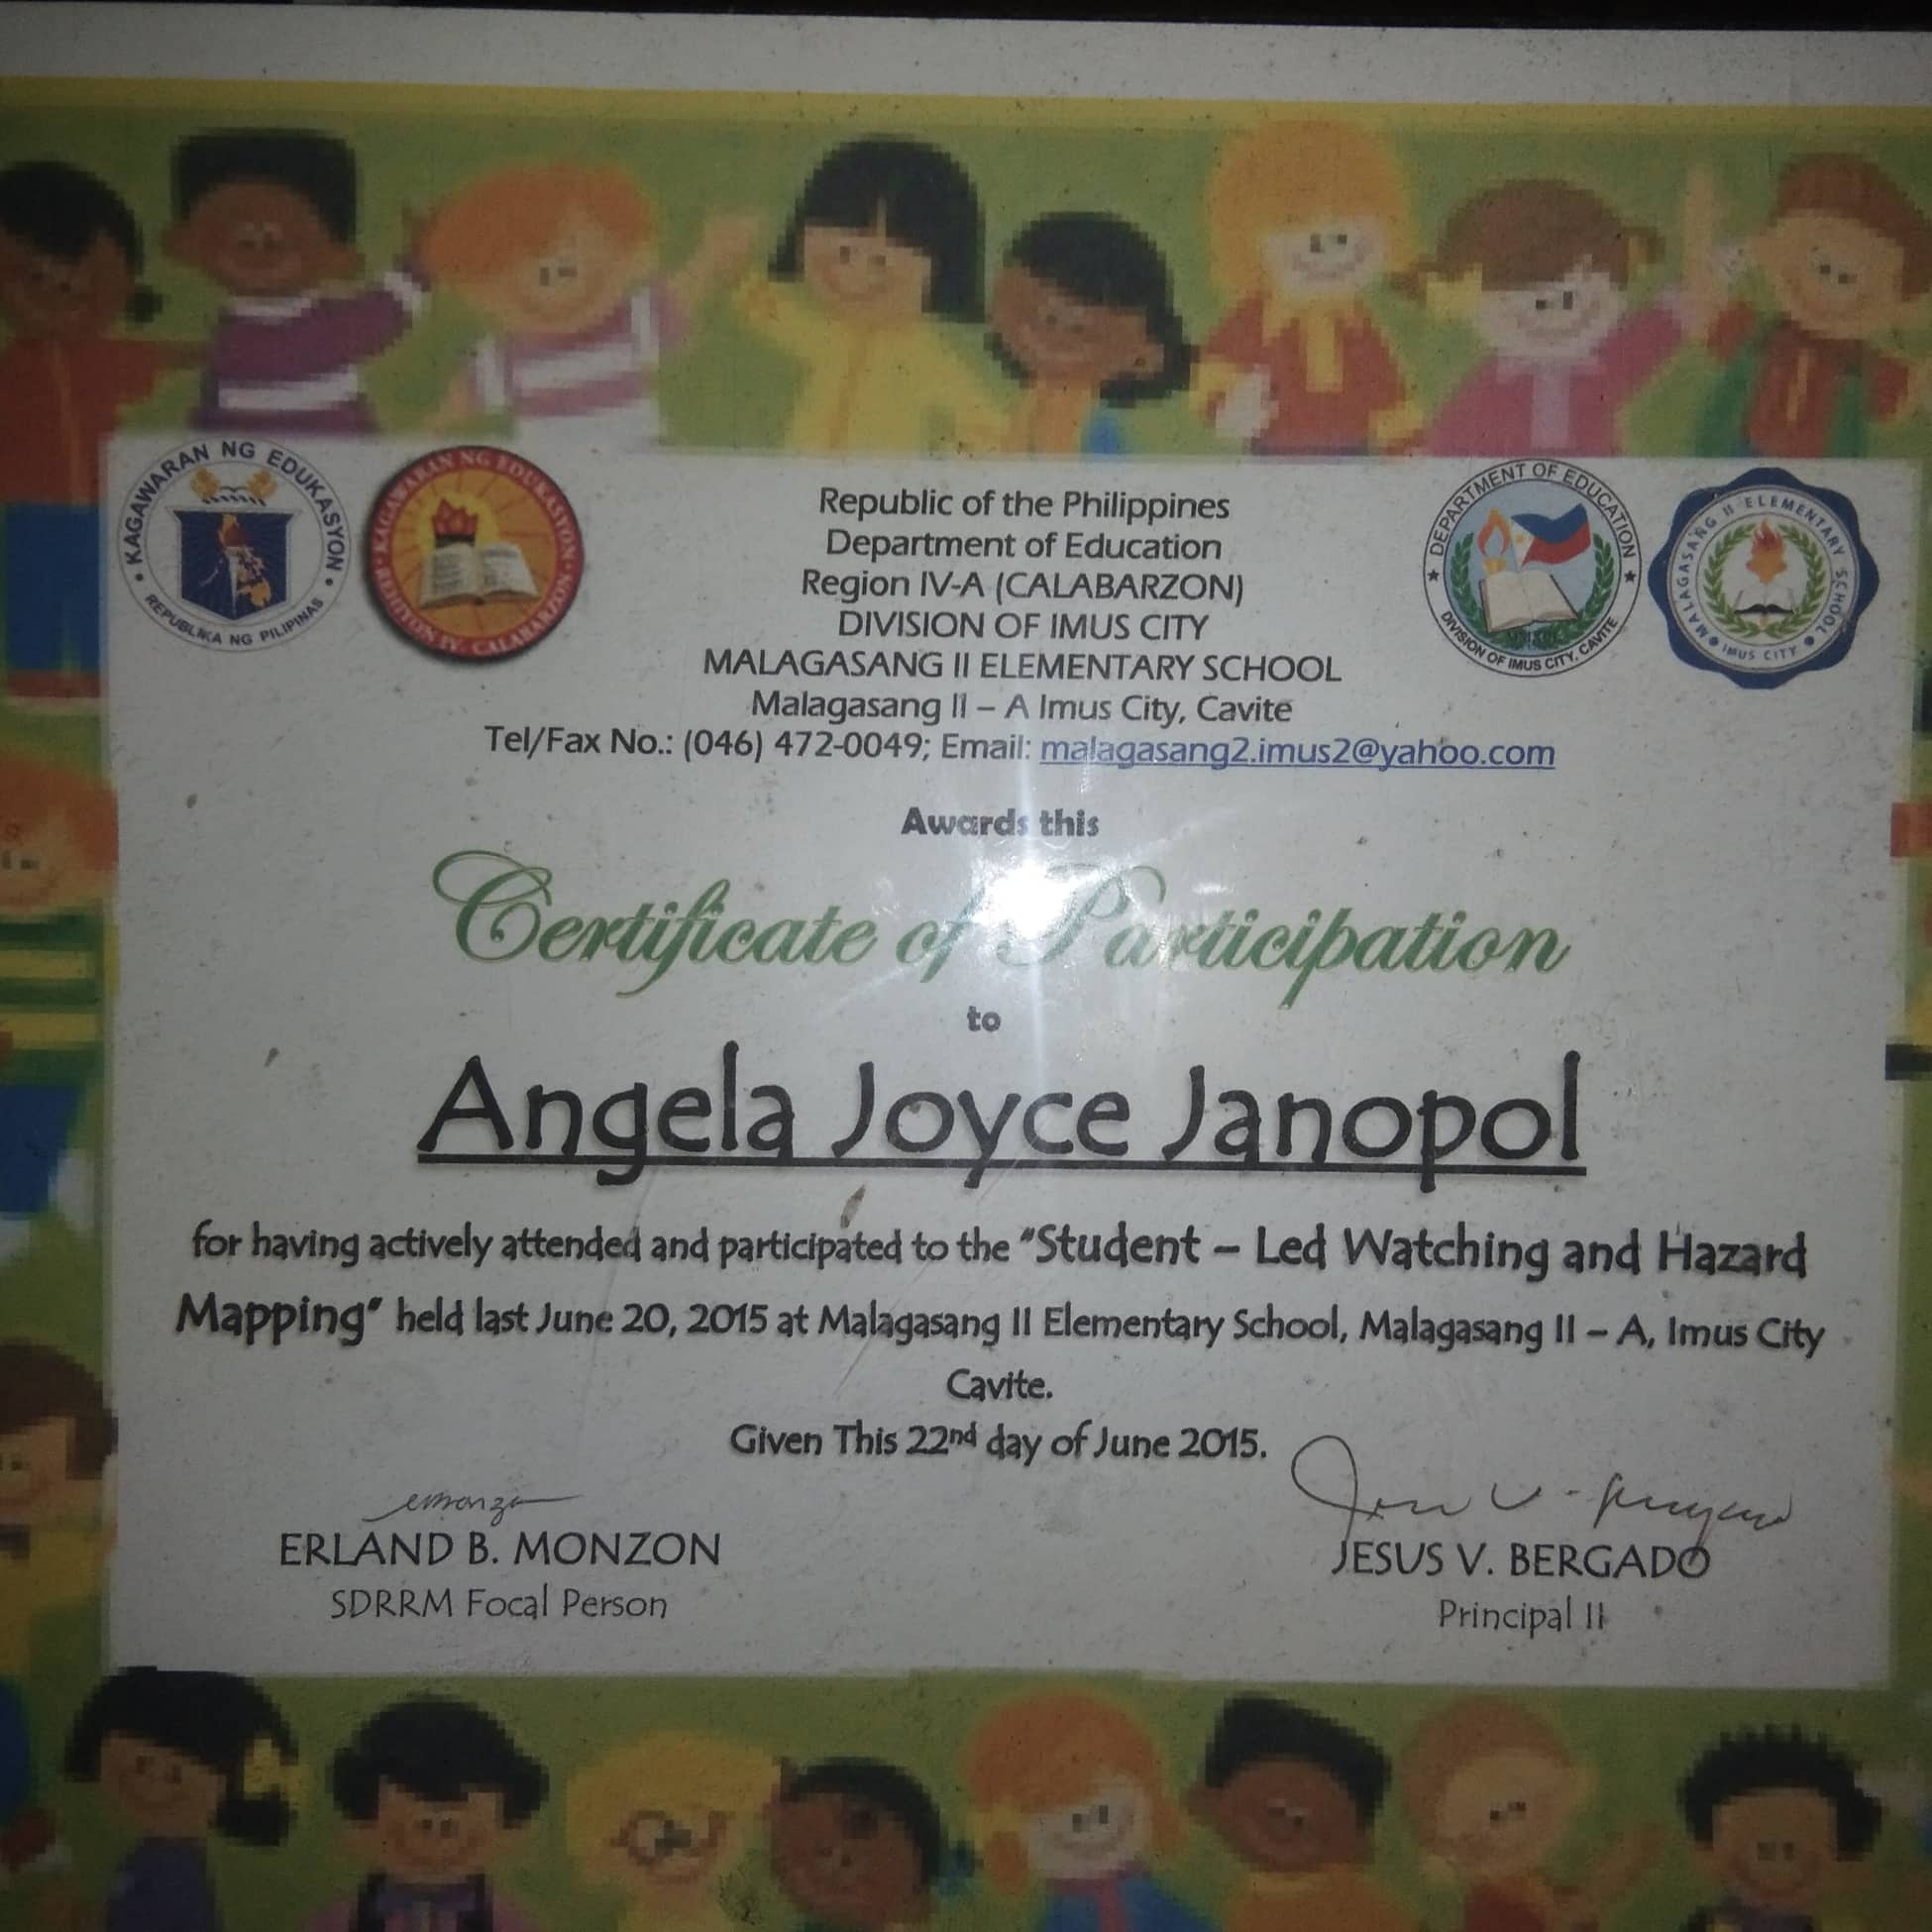 KAGAWARAN NG EDUKASYON
REPUBLIKA NG PILIPINAS
KAGAWARAN NG EDUKASYON
REHIYON IV- CALABARZON
Republic of the Philippines
Department of Education
Region IV-A (CALABARZON)
DIVISION OF IMUS CITY
MALAGASANG II ELEMENTARY SCHOOL
Malagasang II – A Imus City, Cavite
Tel/Fax No.: (046) 472-0049; Email: malagasang2.imus2@yahoo.com
DEPARTMENT OF EDUCATION
DIVISION OF IMUS CITY, CAVITE
MALAGASANG II ELEMENTARY SCHOOL
IMUS CITY
Awards this
Certificate of Participation
to
Angela Joyce Janopol
for having actively attended and participated to the "Student – Led Watching and Hazard
Mapping" held last June 20, 2015 at Malagasang II Elementary School, Malagasang II – A, Imus City
Cavite.
Given This 22nd day of June 2015.
ERLAND B. MONZON
SDRRM Focal Person
JESUS V. BERGADO
Principal II